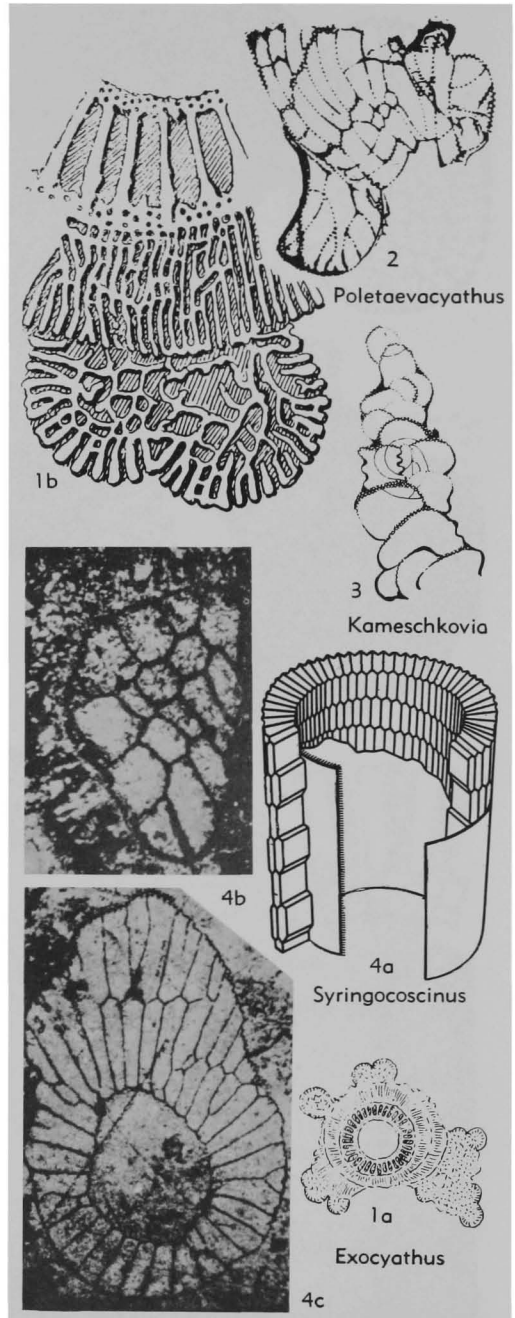 2
Poletaevacyathus
1b
3
Kameschkovia
4b
4a
Syringocoscinus
1a
Exocyathus
4c